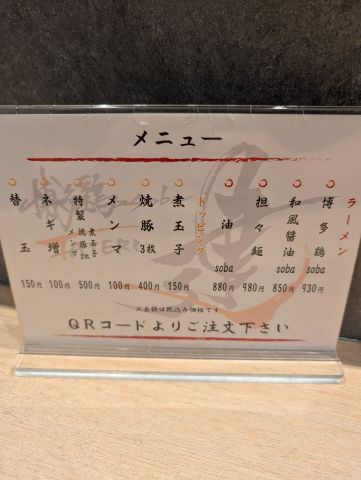 メニュー
ラーメン
博多鶏soba
930円
和風醤油soba
850円
担々麺
980円
油soba
880円
トッピング
煮玉子
150円
焼豚3枚
400円
メンマ
100円
特製
煮玉子
焼豚2枚
メンマ
500円
ネギ増
100円
替玉
150円
※金額は税込み価格です
QRコードよりご注文下さい